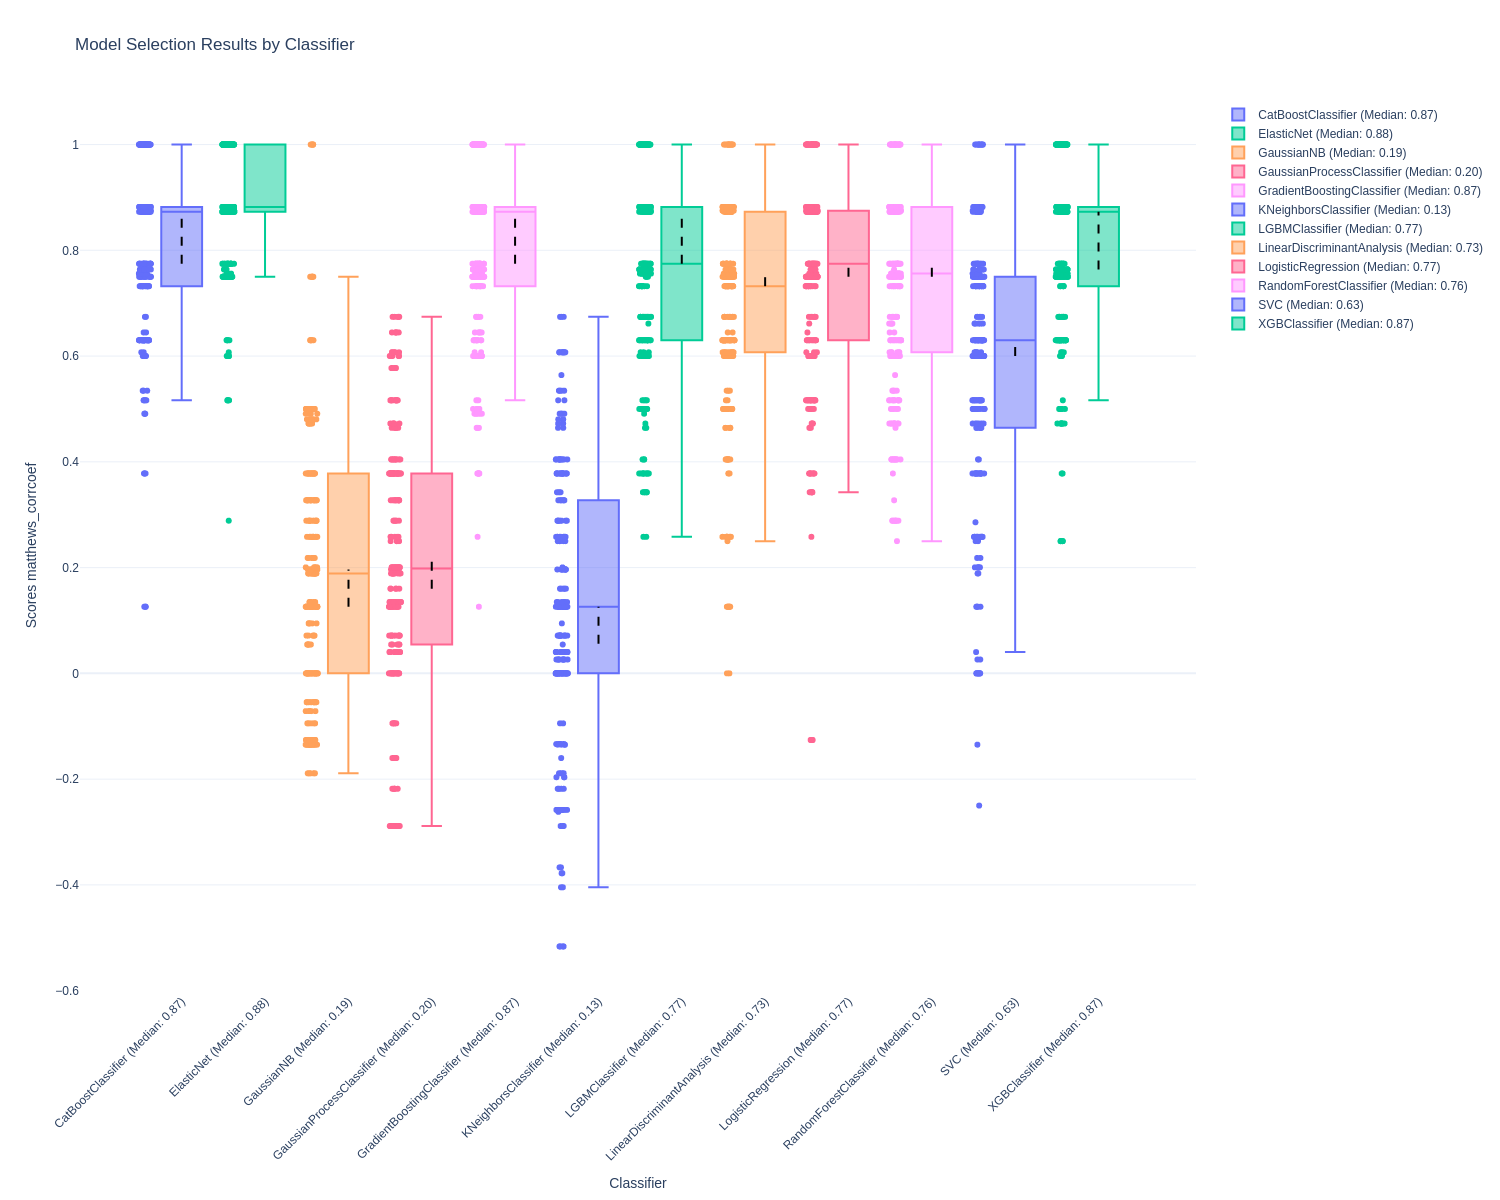 Model Selection Results by Classifier
CatBoostClassifier (Median: 0.87)
ElasticNet (Median: 0.88)
GaussianNB (Median: 0.19)
GaussianProcessClassifier (Median: 0.20)
GradientBoostingClassifier (Median: 0.87)
KNeighborsClassifier (Median: 0.13)
LGBMClassifier (Median: 0.77)
LinearDiscriminantAnalysis (Median: 0.73)
LogisticRegression (Median: 0.77)
RandomForestClassifier (Median: 0.76)
SVC (Median: 0.63)
XGBClassifier (Median: 0.87)
Scores matthews_corrcoef
1
0.8
0.6
0.4
0.2
0
−0.2
−0.4
−0.6
CatBoostClassifier (Median: 0.87)
ElasticNet (Median: 0.88)
GaussianNB (Median: 0.19)
GaussianProcessClassifier (Median: 0.20)
GradientBoostingClassifier (Median: 0.87)
KNeighborsClassifier (Median: 0.13)
LGBMClassifier (Median: 0.77)
LinearDiscriminantAnalysis (Median: 0.73)
LogisticRegression (Median: 0.77)
RandomForestClassifier (Median: 0.76)
SVC (Median: 0.63)
XGBClassifier (Median: 0.87)
Classifier